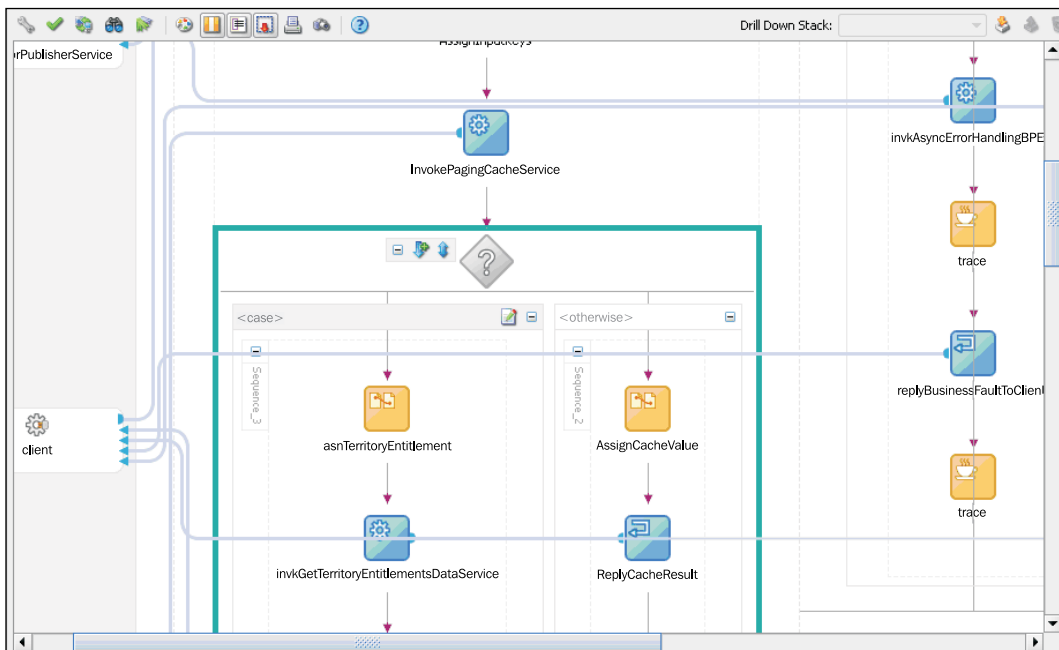 Drill Down Stack:
rPublisherService
AssignInputKeys
invkAsyncErrorHandlingBPE
InvokePagingCacheService
trace
<case>
<otherwise>
Sequence_3
Sequence_2
replyBusinessFaultToClient
asnTerritoryEntitlement
AssignCacheValue
client
trace
invkGetTerritoryEntitlementsDataService
ReplyCacheResult